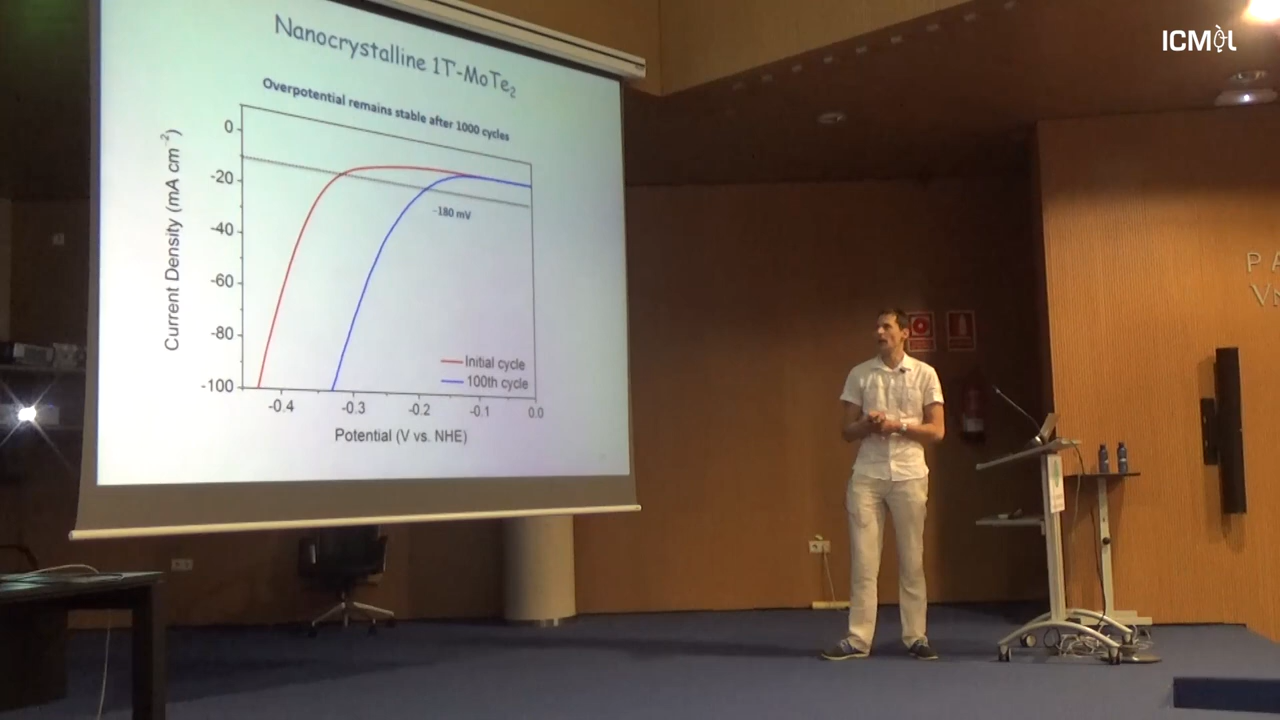 ICMOL
Nanocrystalline 1T'-MoTe₂
Overpotential remains stable after 1000 cycles
0
-20
-40
-60
-80
-100
Current Density (mA cm⁻²)
-180 mV
Initial cycle
100th cycle
-0.4 -0.3 -0.2 -0.1 0.0
Potential (V vs. NHE)
P A